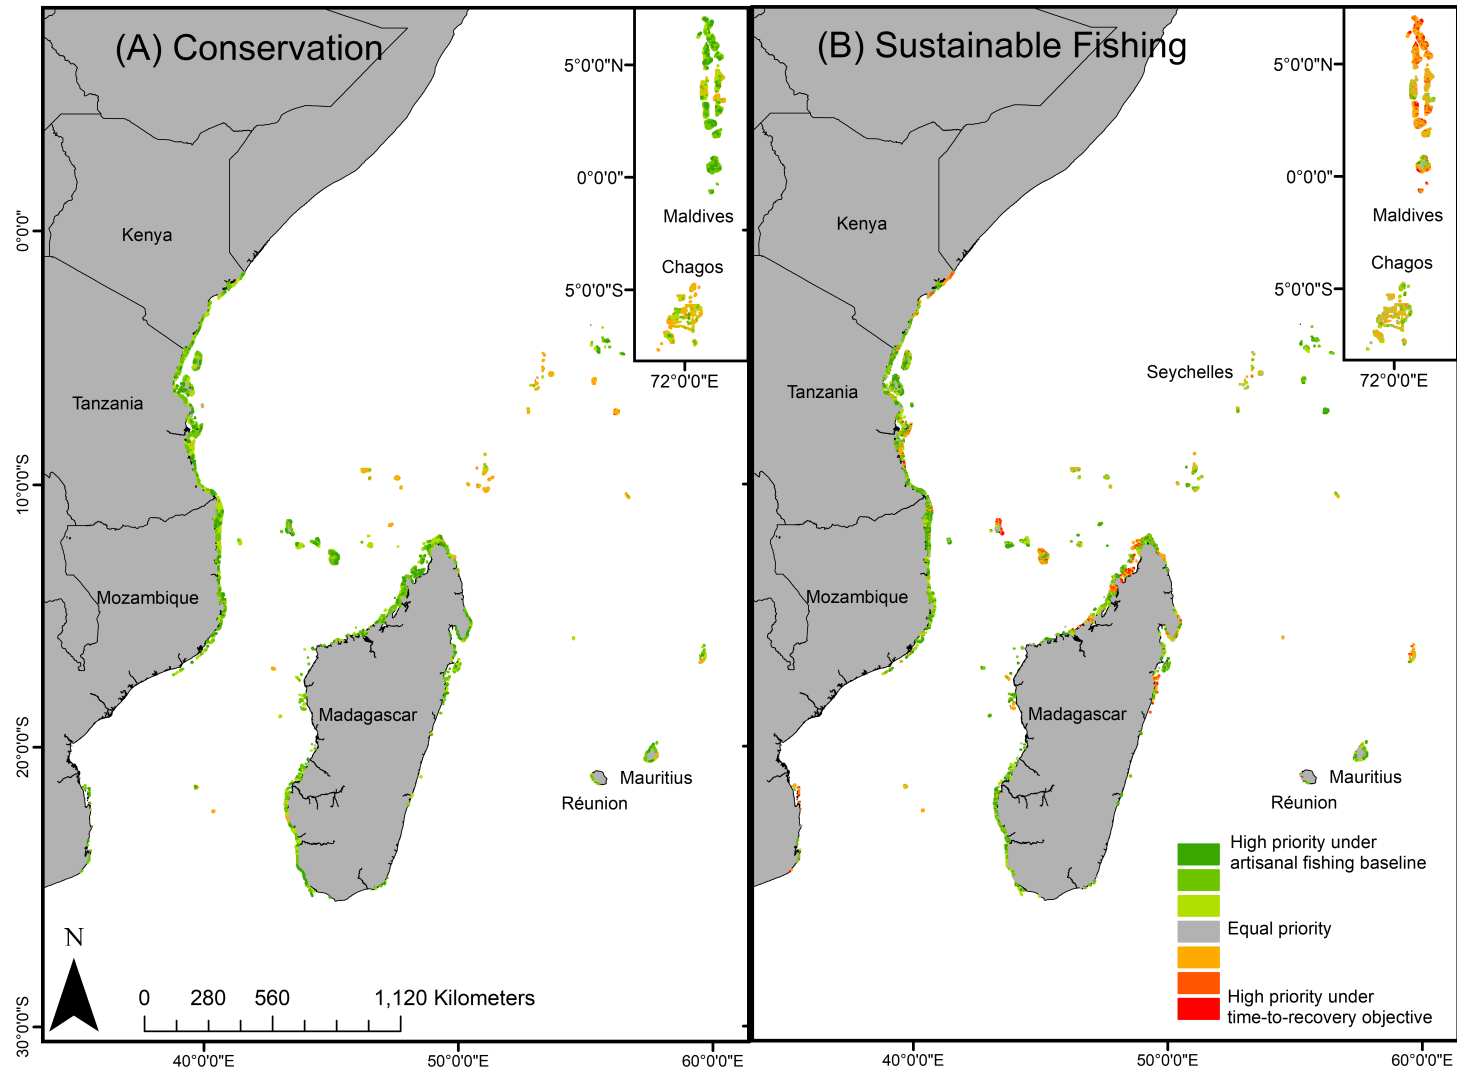 (A) Conservation
5°0'0"N
0°0'0"
Maldives
Chagos
5°0'0"S
72°0'0"E
Kenya
Tanzania
Mozambique
Madagascar
Mauritius
Réunion
0°0'0"
10°0'0"S
20°0'0"S
30°0'0"S
N
0 280 560 1,120 Kilometers
40°0'0"E 50°0'0"E 60°0'0"E
(B) Sustainable Fishing
5°0'0"N
0°0'0"
Maldives
Chagos
5°0'0"S
72°0'0"E
Kenya
Seychelles
Tanzania
Mozambique
Madagascar
Mauritius
Réunion
High priority under
artisanal fishing baseline
Equal priority
High priority under
time-to-recovery objective
40°0'0"E 50°0'0"E 60°0'0"E